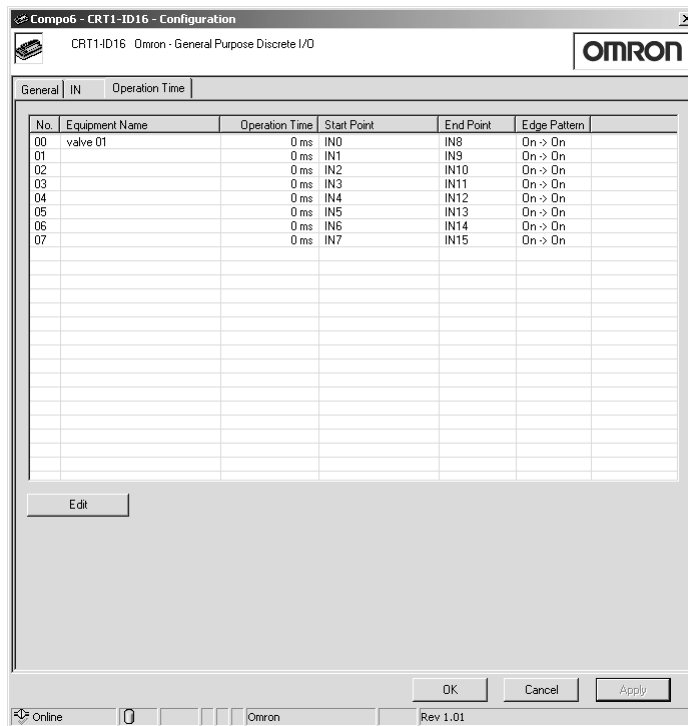 Compo6 - CRT1-ID16 - Configuration
CRT1-ID16 Omron - General Purpose Discrete I/O
OMRON
General IN Operation Time
No. Equipment Name Operation Time Start Point End Point Edge Pattern
00 valve 01 0 ms IN0 IN8 On -> On
01 0 ms IN1 IN9 On -> On
02 0 ms IN2 IN10 On -> On
03 0 ms IN3 IN11 On -> On
04 0 ms IN4 IN12 On -> On
05 0 ms IN5 IN13 On -> On
06 0 ms IN6 IN14 On -> On
07 0 ms IN7 IN15 On -> On
Edit
OK Cancel Apply
Online Omron Rev 1.01